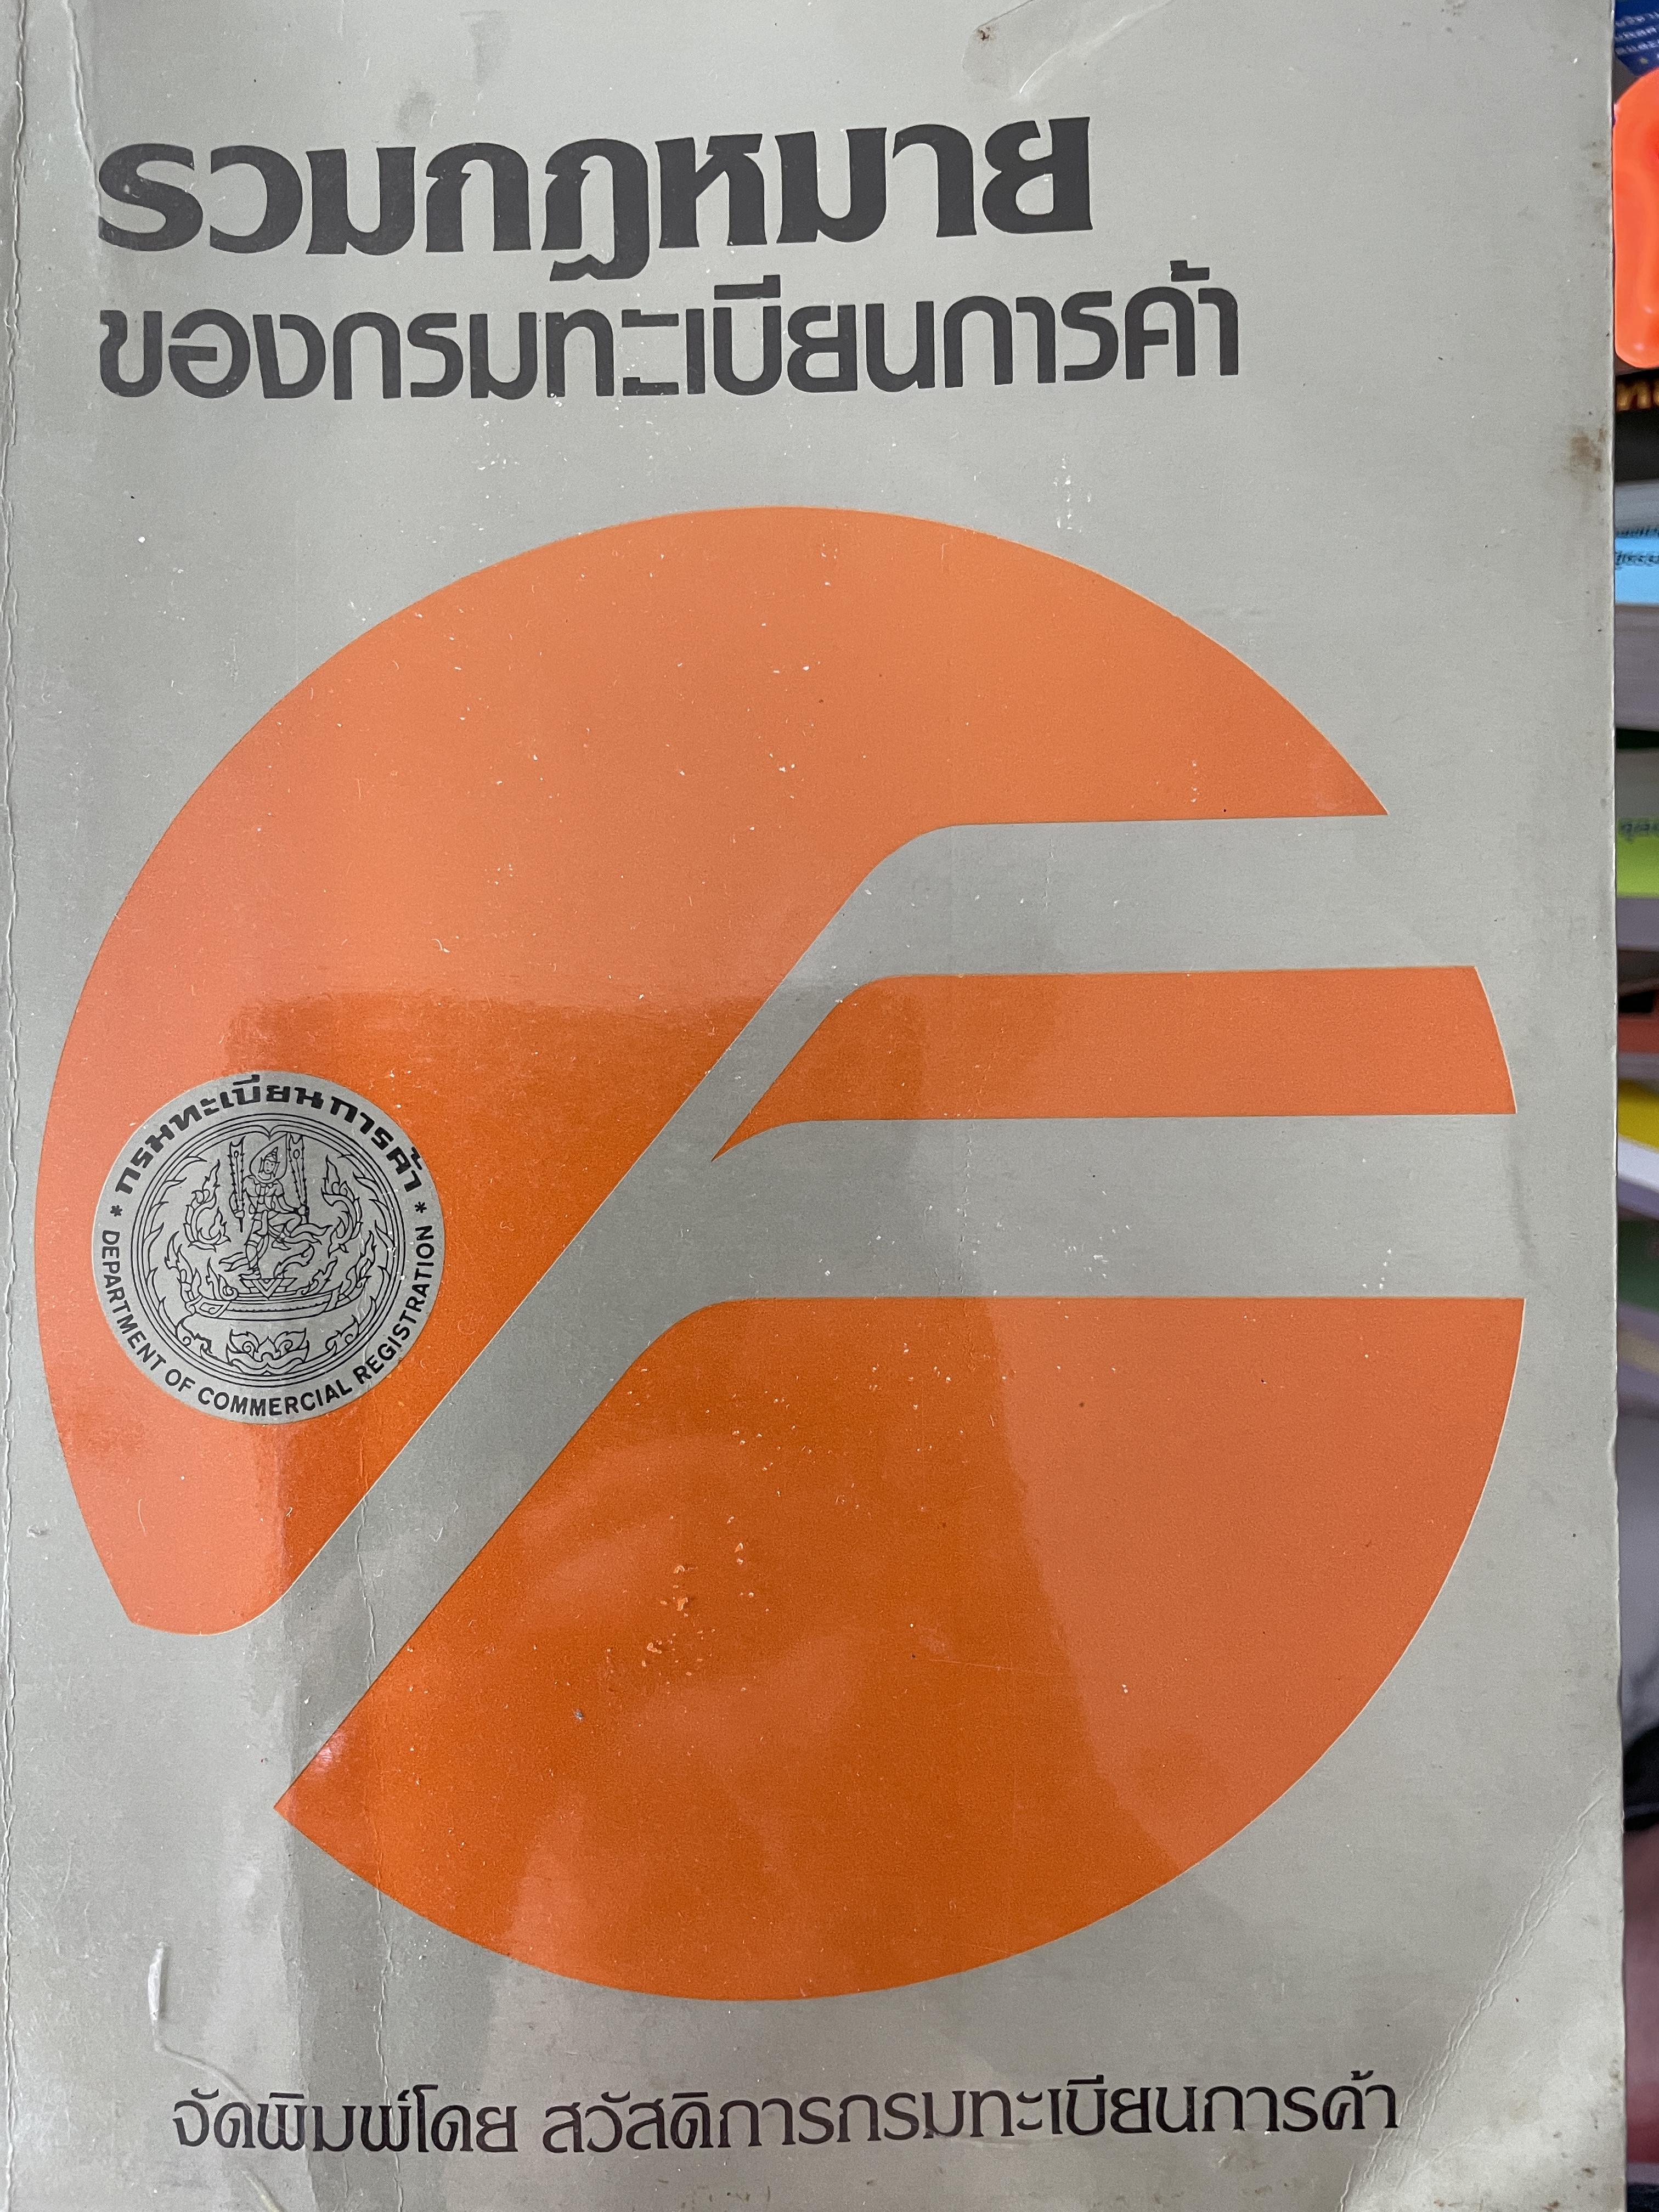 รวมกฎหมาย
ของกรมทะเบียนการค้า
กรมทะเบียนการค้า
* DEPARTMENT OF COMMERCIAL REGISTRATION *
จัดพิมพ์โดย สวัสดิการกรมทะเบียนการค้า